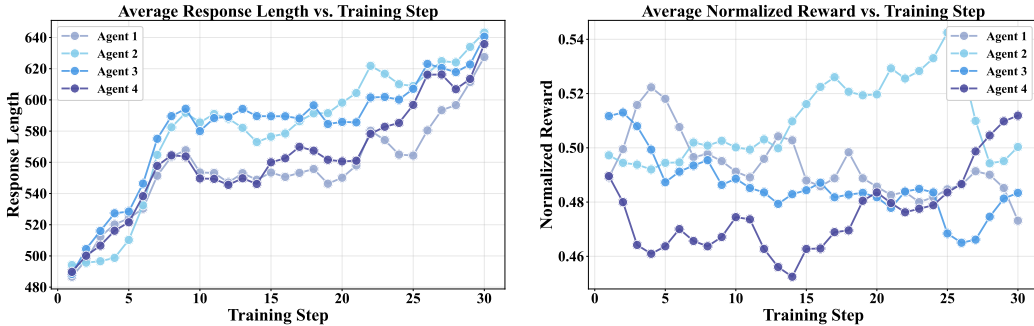 Average Response Length vs. Training Step
Response Length
640
620
600
580
560
540
520
500
480
0 5 10 15 20 25 30
Training Step
Agent 1
Agent 2
Agent 3
Agent 4
Average Normalized Reward vs. Training Step
Normalized Reward
0.54
0.52
0.50
0.48
0.46
0 5 10 15 20 25 30
Training Step
Agent 1
Agent 2
Agent 3
Agent 4